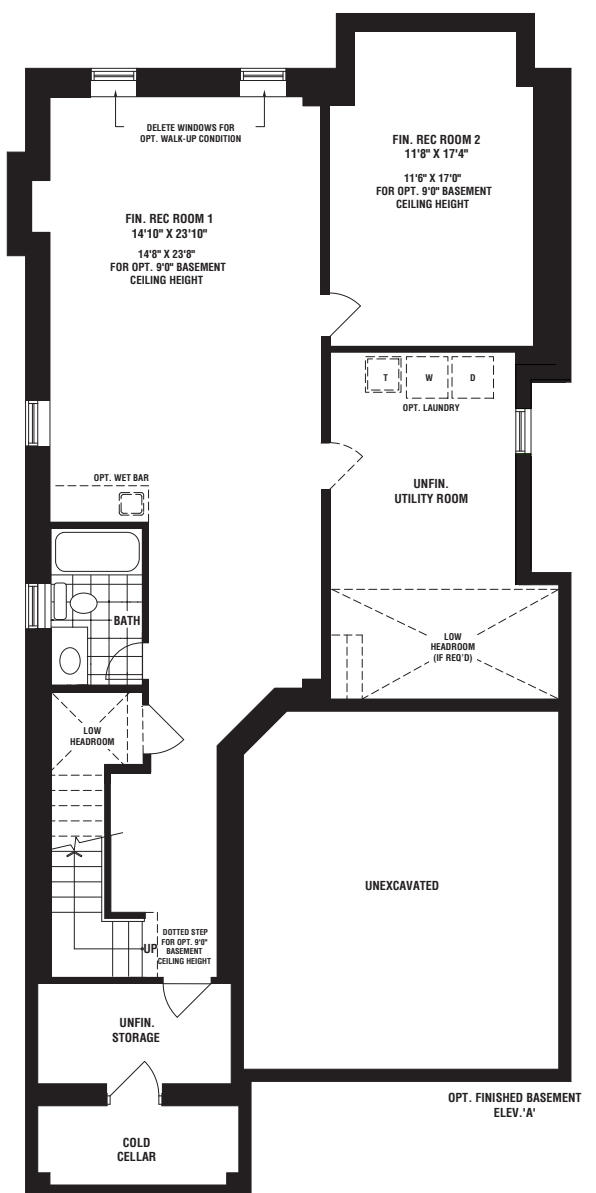 DELETE WINDOWS FOR
OPT. WALK-UP CONDITION
FIN. REC ROOM 2
11'8" X 17'4"
11'6" X 17'0"
FOR OPT. 9'0" BASEMENT
CEILING HEIGHT
FIN. REC ROOM 1
14'10" X 23'10"
14'8" X 23'8"
FOR OPT. 9'0" BASEMENT
CEILING HEIGHT
T
W
D
OPT. LAUNDRY
OPT. WET BAR
UNFIN.
UTILITY ROOM
BATH
LOW
HEADROOM
(IF REQ'D)
LOW
HEADROOM
UNEXCAVATED
UP
DOTTED STEP
FOR OPT. 9'0"
BASEMENT
CEILING HEIGHT
UNFIN.
STORAGE
OPT. FINISHED BASEMENT
ELEV.'A'
COLD
CELLAR